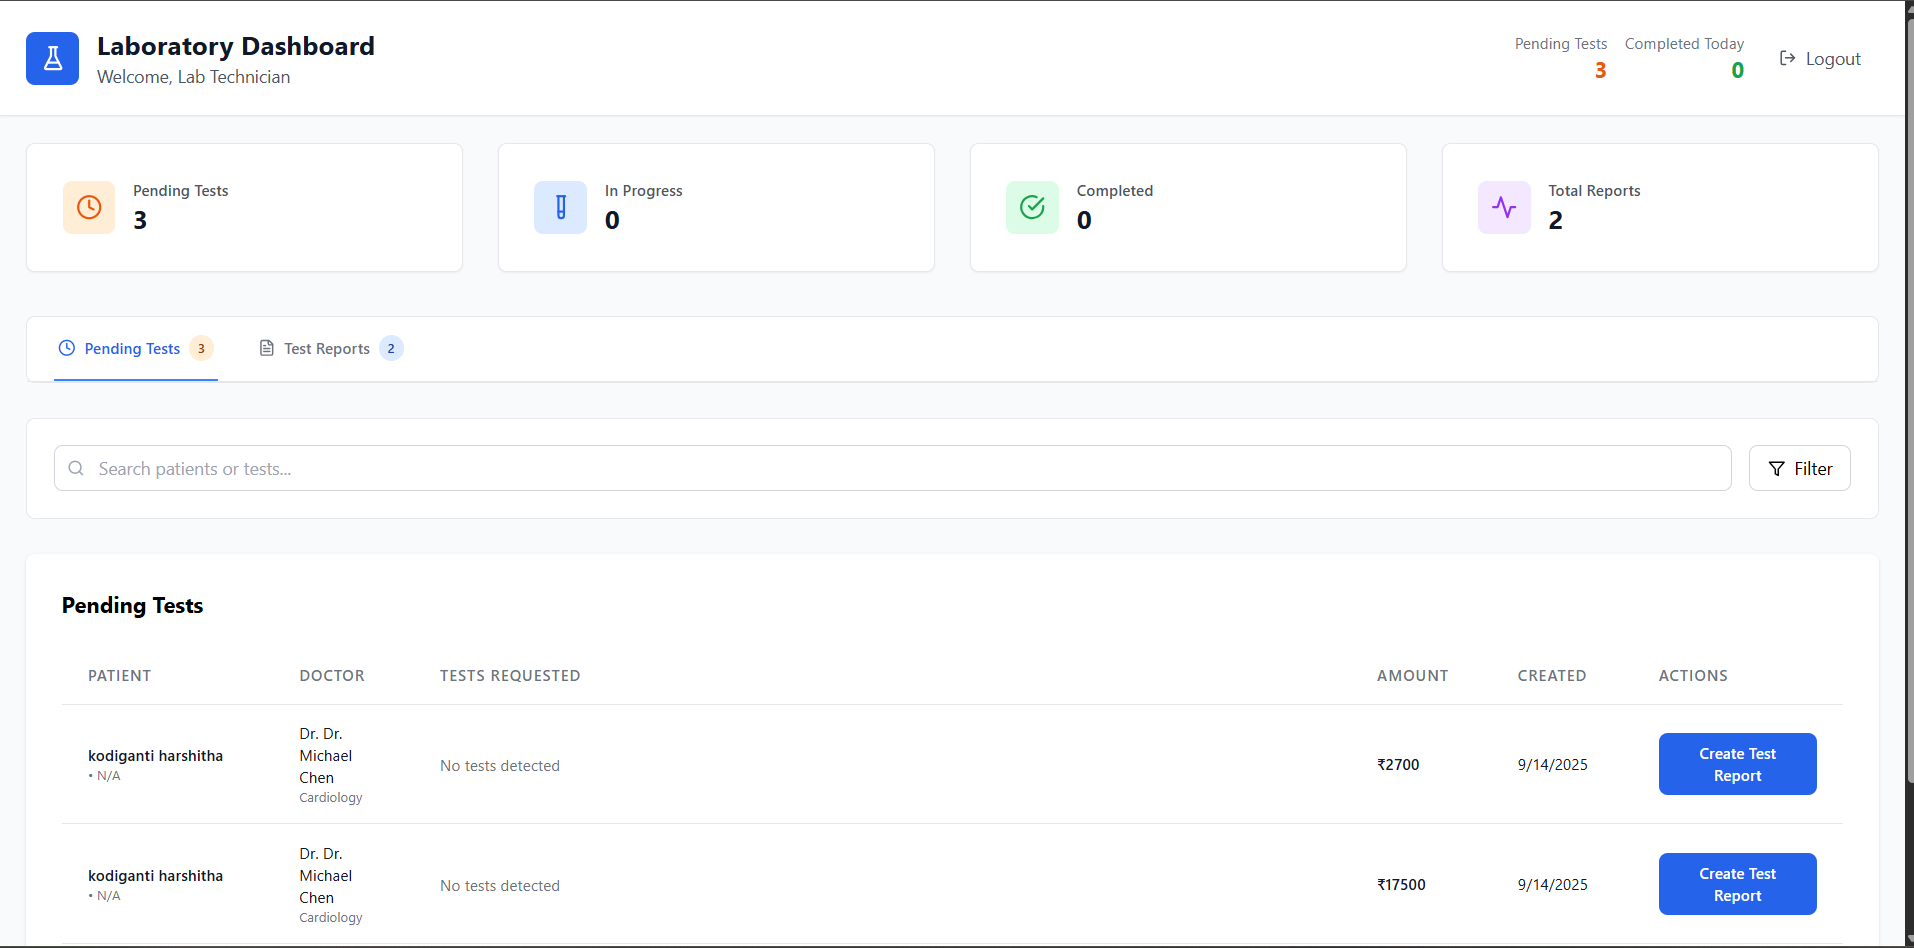 Laboratory Dashboard
Welcome, Lab Technician
Pending Tests
3
Completed Today
0
Logout
Pending Tests
3
In Progress
0
Completed
0
Total Reports
2
Pending Tests 3
Test Reports 2
Search patients or tests...
Filter
Pending Tests
PATIENT DOCTOR TESTS REQUESTED AMOUNT CREATED ACTIONS
kodiganti harshitha
• N/A
Dr. Dr.
Michael
Chen
Cardiology
No tests detected
₹2700
9/14/2025
Create Test
Report
kodiganti harshitha
• N/A
Dr. Dr.
Michael
Chen
Cardiology
No tests detected
₹17500
9/14/2025
Create Test
Report